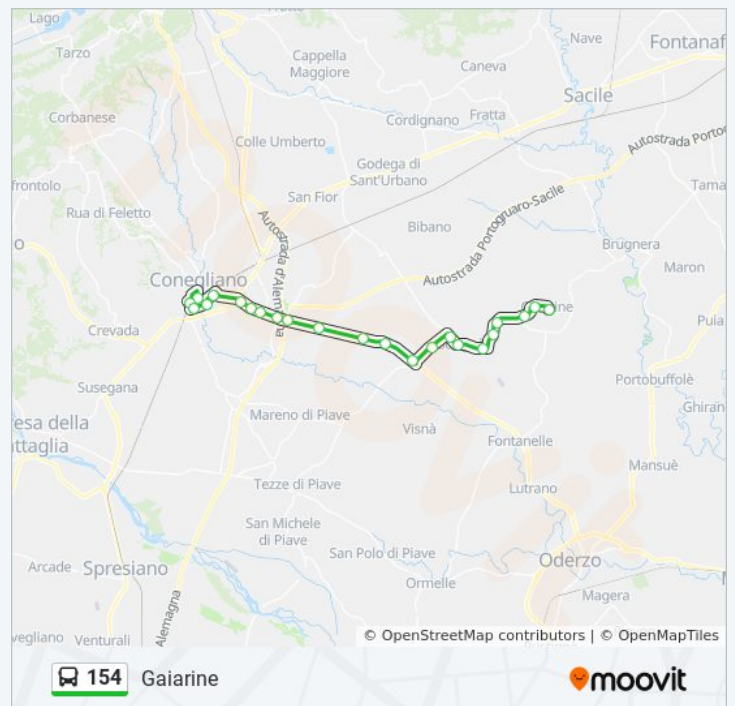 Lago
Nave
Fontanaf
Tarzo
Cappella
Maggiore
Caneva
Sacile
Corbanese
Cordignano
Fratta
Autostrada Porto
Colle Umberto
Godega di
Sant'Urbano
frontolo
San Fior
Tama
Rua di Feletto
Autostrada Portogruaro-Sacile
Bibano
Brugnera
o
Autostrada d'Alemagna
Maron
Conegliano
ine
Crevada
Puia
Susegana
Portobuffolè
Ghiran
esa della
ttaglia
Mareno di Piave
Visnà
Fontanelle
Mansuè
Tezze di Piave
Lutrano
San Michele
di Piave
San Polo di Piave
Oderzo
Arcade
Spresiano
Ormelle
Magera
Alemagna
vegliano
Venturali
© OpenStreetMap contributors | © OpenMapTiles
154 Gaiarine
moovit